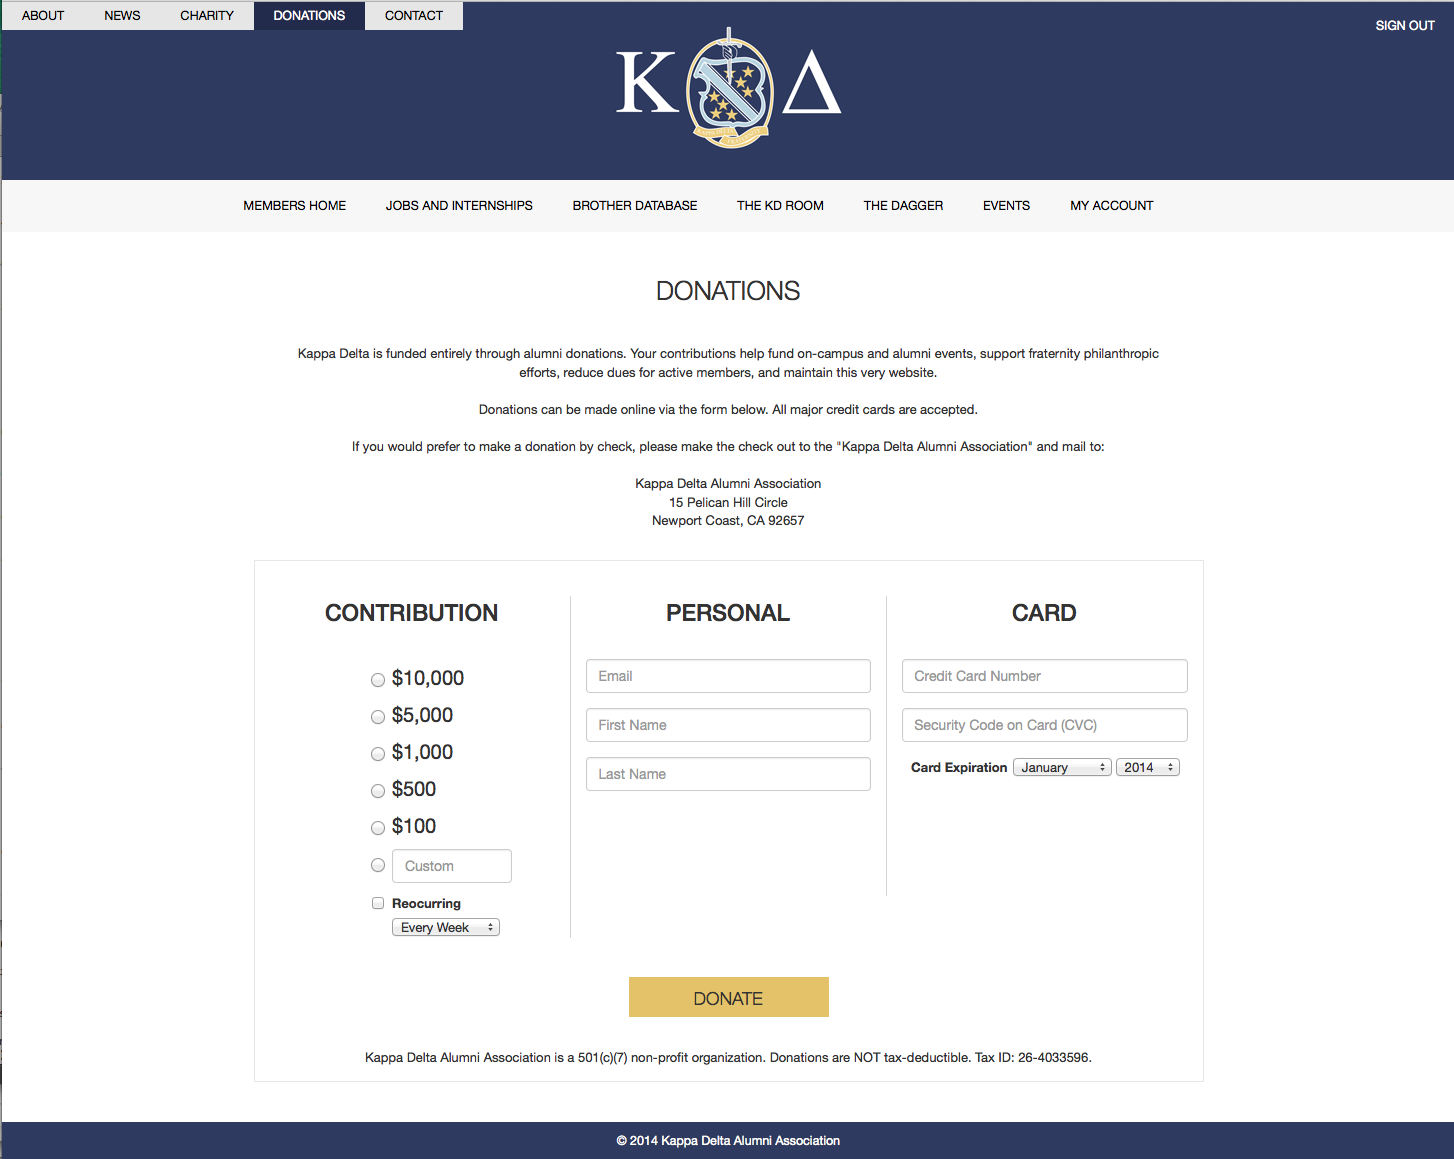 ABOUT NEWS CHARITY DONATIONS CONTACT
SIGN OUT
Κ Δ
MEMBERS HOME JOBS AND INTERNSHIPS BROTHER DATABASE THE KD ROOM THE DAGGER EVENTS MY ACCOUNT
DONATIONS
Kappa Delta is funded entirely through alumni donations. Your contributions help fund on-campus and alumni events, support fraternity philanthropic
efforts, reduce dues for active members, and maintain this very website.
Donations can be made online via the form below. All major credit cards are accepted.
If you would prefer to make a donation by check, please make the check out to the "Kappa Delta Alumni Association" and mail to:
Kappa Delta Alumni Association
15 Pelican Hill Circle
Newport Coast, CA 92657
CONTRIBUTION
$10,000
$5,000
$1,000
$500
$100
Custom
Reocurring
Every Week
PERSONAL
Email
First Name
Last Name
CARD
Credit Card Number
Security Code on Card (CVC)
Card Expiration January 2014
DONATE
Kappa Delta Alumni Association is a 501(c)(7) non-profit organization. Donations are NOT tax-deductible. Tax ID: 26-4033596.
© 2014 Kappa Delta Alumni Association